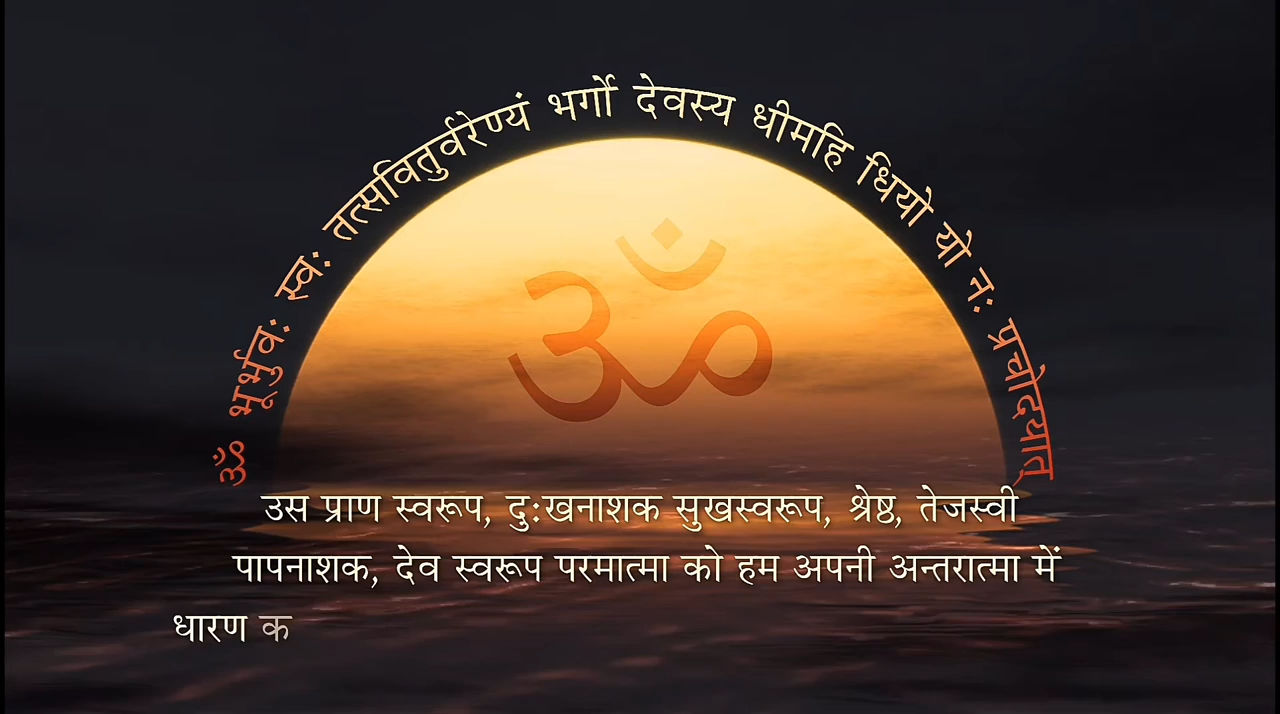 ॐ भूर्भुवः स्वः तत्सवितुर्वरेण्यं भर्गो देवस्य धीमहि धियो यो नः प्रचोदयात्
ॐ
उस प्राण स्वरूप, दुःखनाशक सुखस्वरूप, श्रेष्ठ, तेजस्वी
पापनाशक, देव स्वरूप परमात्मा को हम अपनी अन्तरात्मा में
धारण क